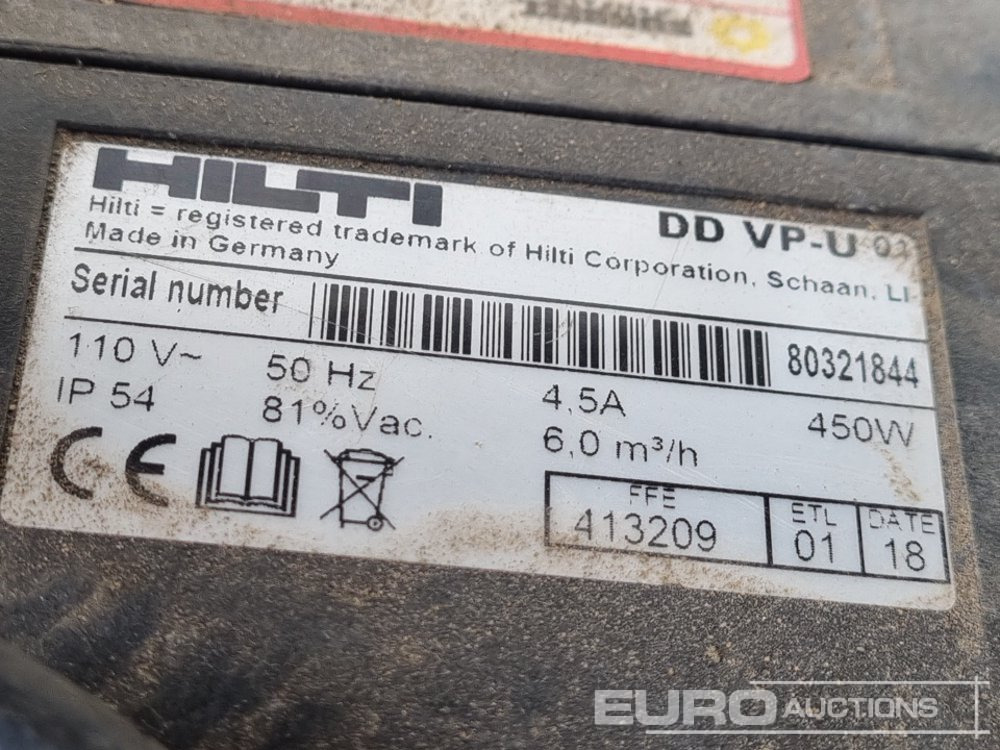 HILTI
DD VP-U
Hilti = registered trademark of Hilti Corporation, Schaan, LI
Made in Germany
Serial number 80321844
110 V~ 50 Hz 4,5A 450W
IP 54 81%Vac. 6,0 m³/h
CE
FFE ETL DATE
413209 01 18
EURO AUCTIONS